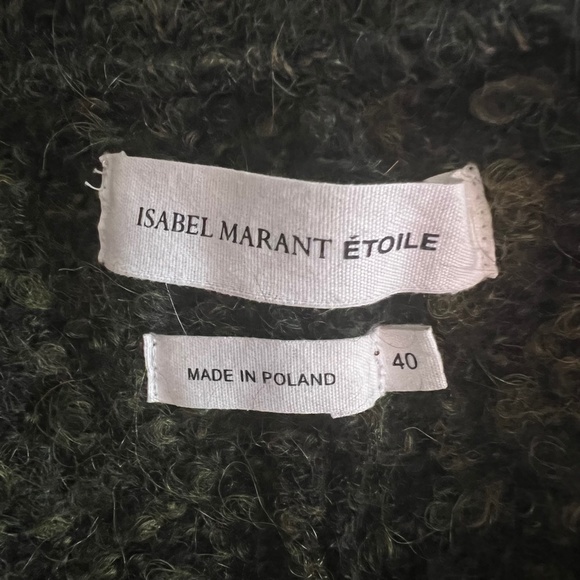 ISABEL MARANT ÉTOILE
MADE IN POLAND
40